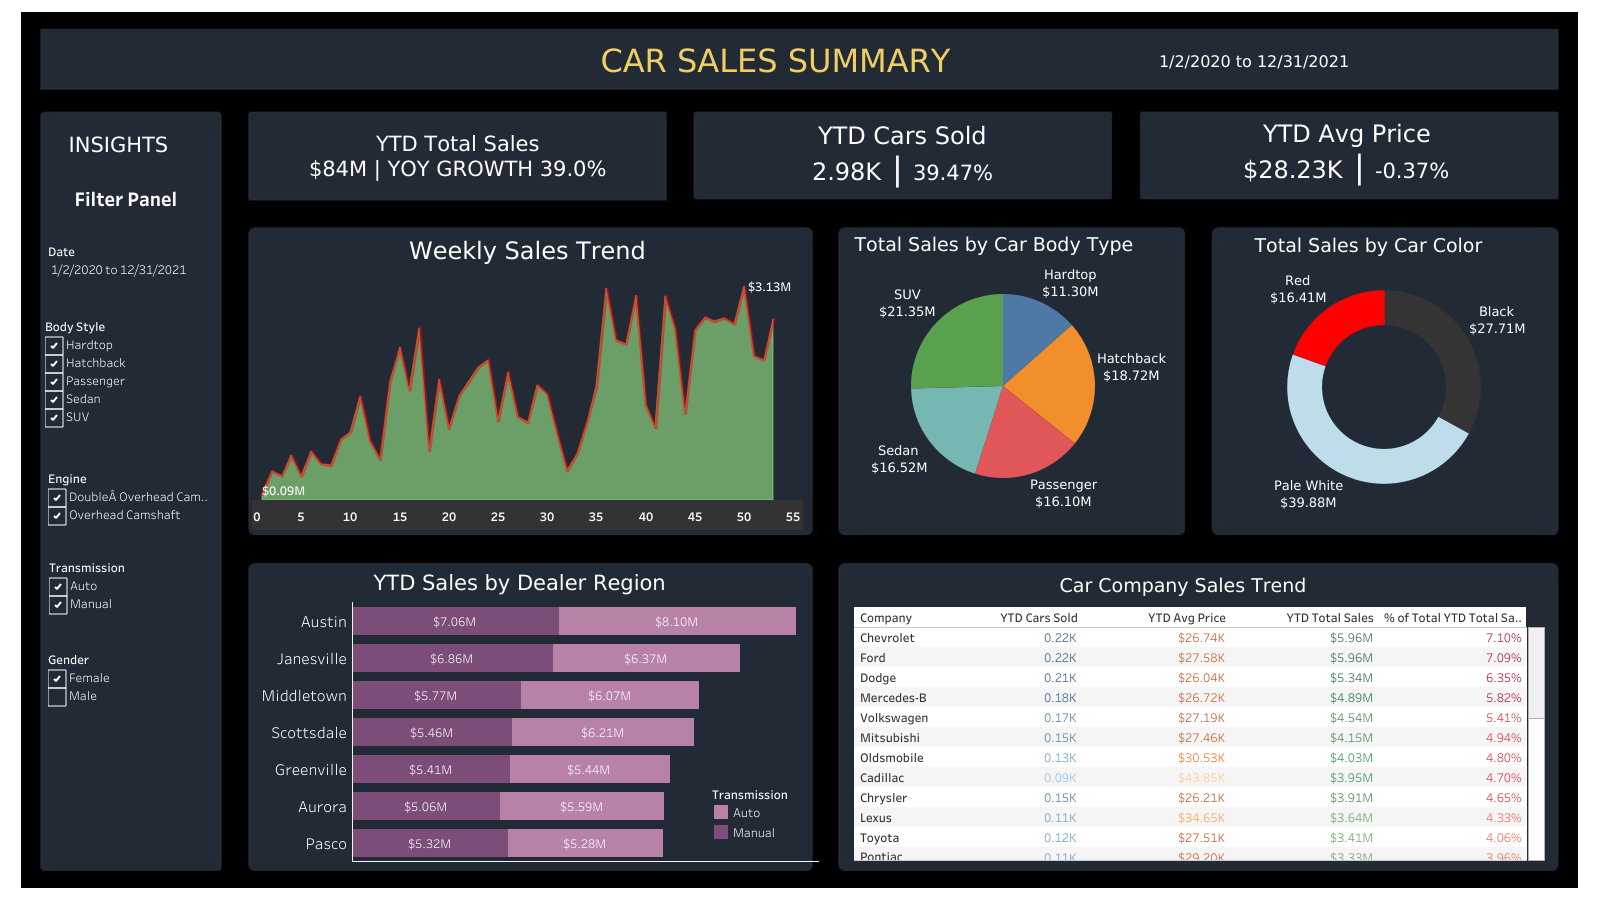 CAR SALES SUMMARY
1/2/2020 to 12/31/2021
INSIGHTS
Filter Panel
Date
1/2/2020 to 12/31/2021
Body Style
Hardtop
Hatchback
Passenger
Sedan
SUV
Engine
DoubleÂ Overhead Cam..
Overhead Camshaft
Transmission
Auto
Manual
Gender
Female
Male
YTD Total Sales
$84M | YOY GROWTH 39.0%
YTD Cars Sold
2.98K | 39.47%
YTD Avg Price
$28.23K | -0.37%
Weekly Sales Trend
$3.13M
$0.09M
0 5 10 15 20 25 30 35 40 45 50 55
Total Sales by Car Body Type
Hardtop
$11.30M
SUV
$21.35M
Hatchback
$18.72M
Sedan
$16.52M
Passenger
$16.10M
Total Sales by Car Color
Red
$16.41M
Black
$27.71M
Pale White
$39.88M
YTD Sales by Dealer Region
Austin $7.06M $8.10M
Janesville $6.86M $6.37M
Middletown $5.77M $6.07M
Scottsdale $5.46M $6.21M
Greenville $5.41M $5.44M
Aurora $5.06M $5.59M
Pasco $5.32M $5.28M
Transmission
Auto
Manual
Car Company Sales Trend
Company YTD Cars Sold YTD Avg Price YTD Total Sales % of Total YTD Total Sa..
Chevrolet 0.22K $26.74K $5.96M 7.10%
Ford 0.22K $27.58K $5.96M 7.09%
Dodge 0.21K $26.04K $5.34M 6.35%
Mercedes-B 0.18K $26.72K $4.89M 5.82%
Volkswagen 0.17K $27.19K $4.54M 5.41%
Mitsubishi 0.15K $27.46K $4.15M 4.94%
Oldsmobile 0.13K $30.53K $4.03M 4.80%
Cadillac 0.09K $43.85K $3.95M 4.70%
Chrysler 0.15K $26.21K $3.91M 4.65%
Lexus 0.11K $34.65K $3.64M 4.33%
Toyota 0.12K $27.51K $3.41M 4.06%
Pontiac 0.11K $29.20K $3.33M 3.96%